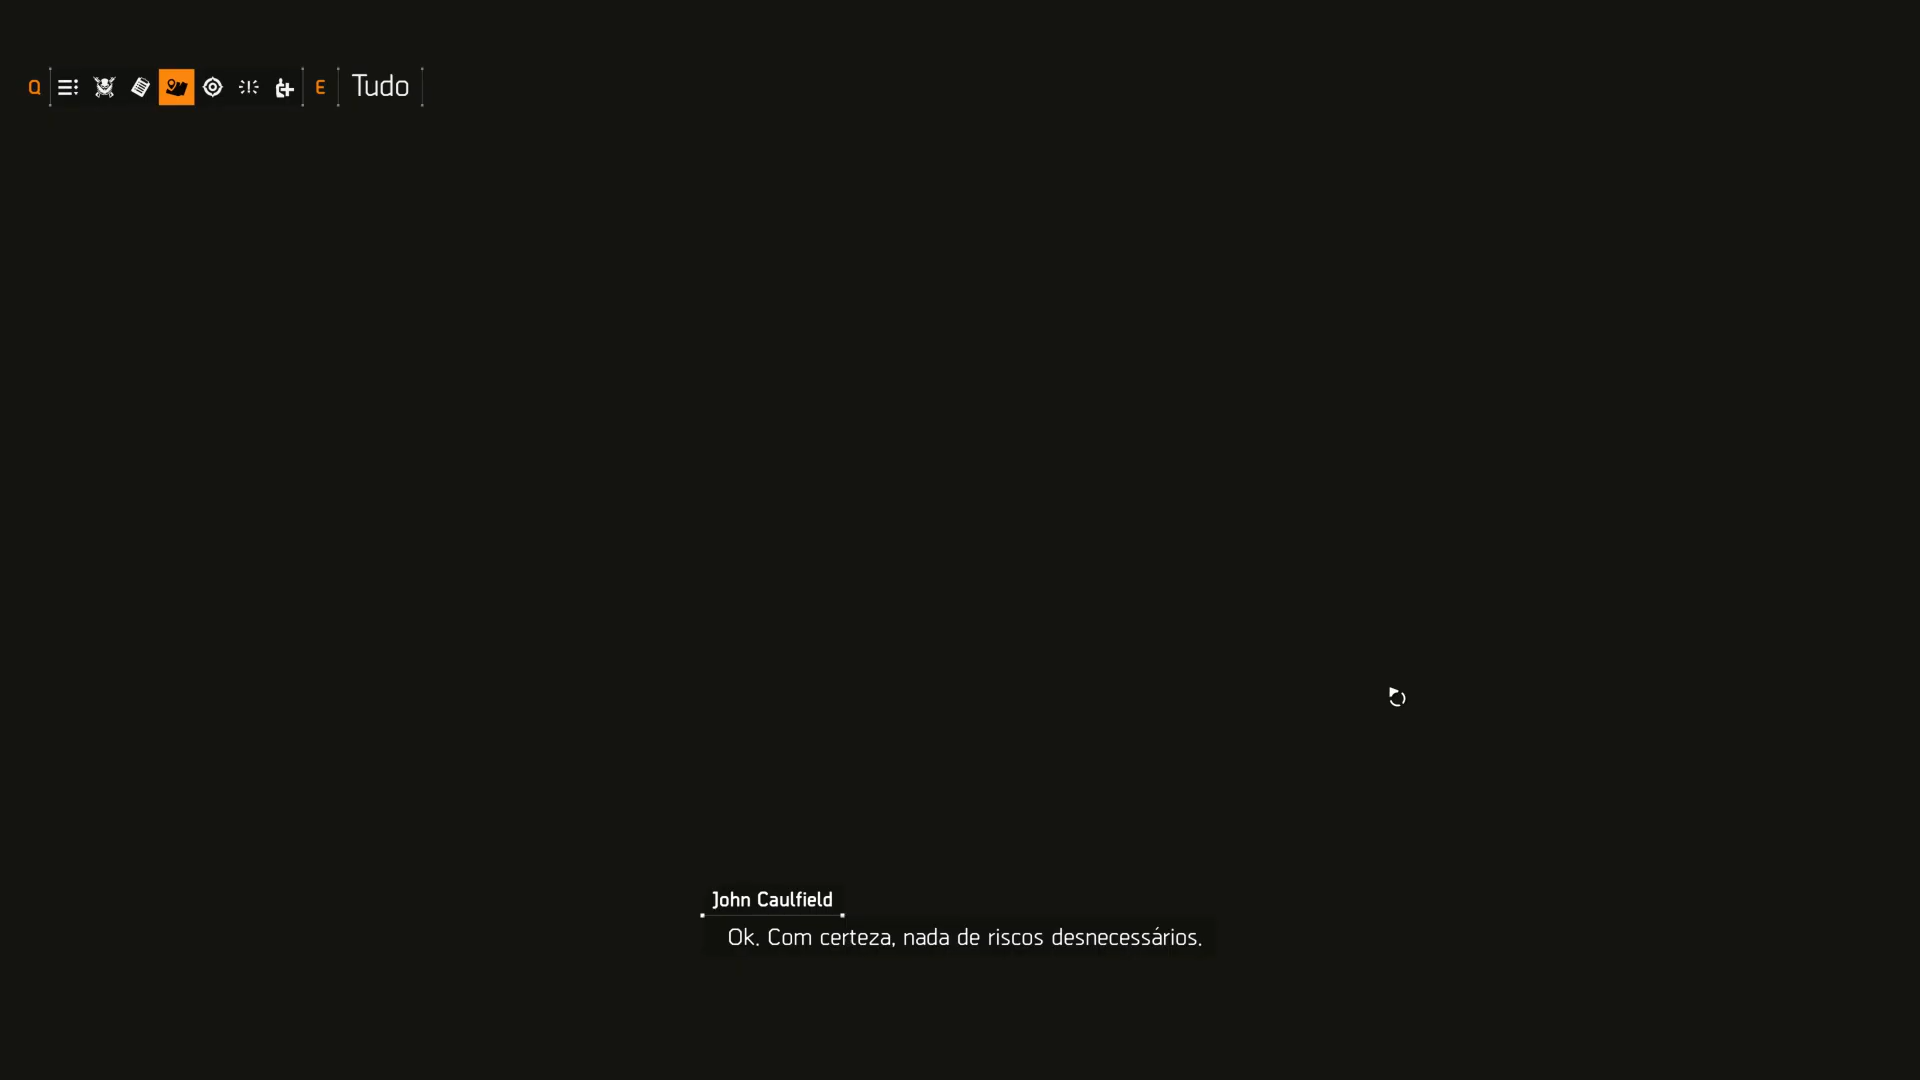 Q E Tudo
John Caulfield
Ok. Com certeza, nada de riscos desnecessários.